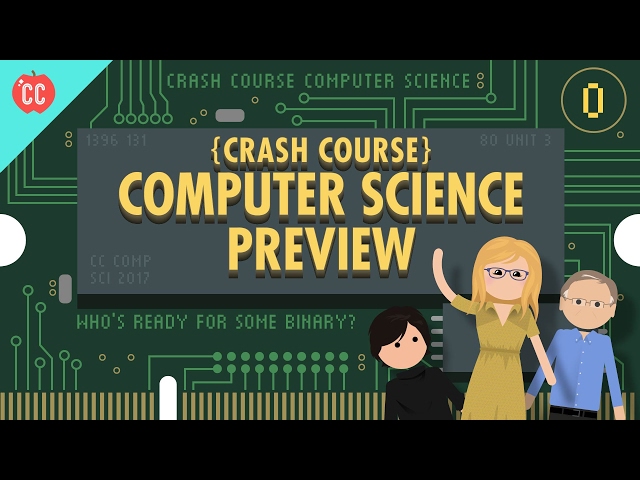 CC
CRASH COURSE COMPUTER SCIENCE
0
1396 131
80 UNIT 3
{CRASH COURSE}
COMPUTER SCIENCE
PREVIEW
CC COMP
SCI 2017
WHO'S READY FOR SOME BINARY?